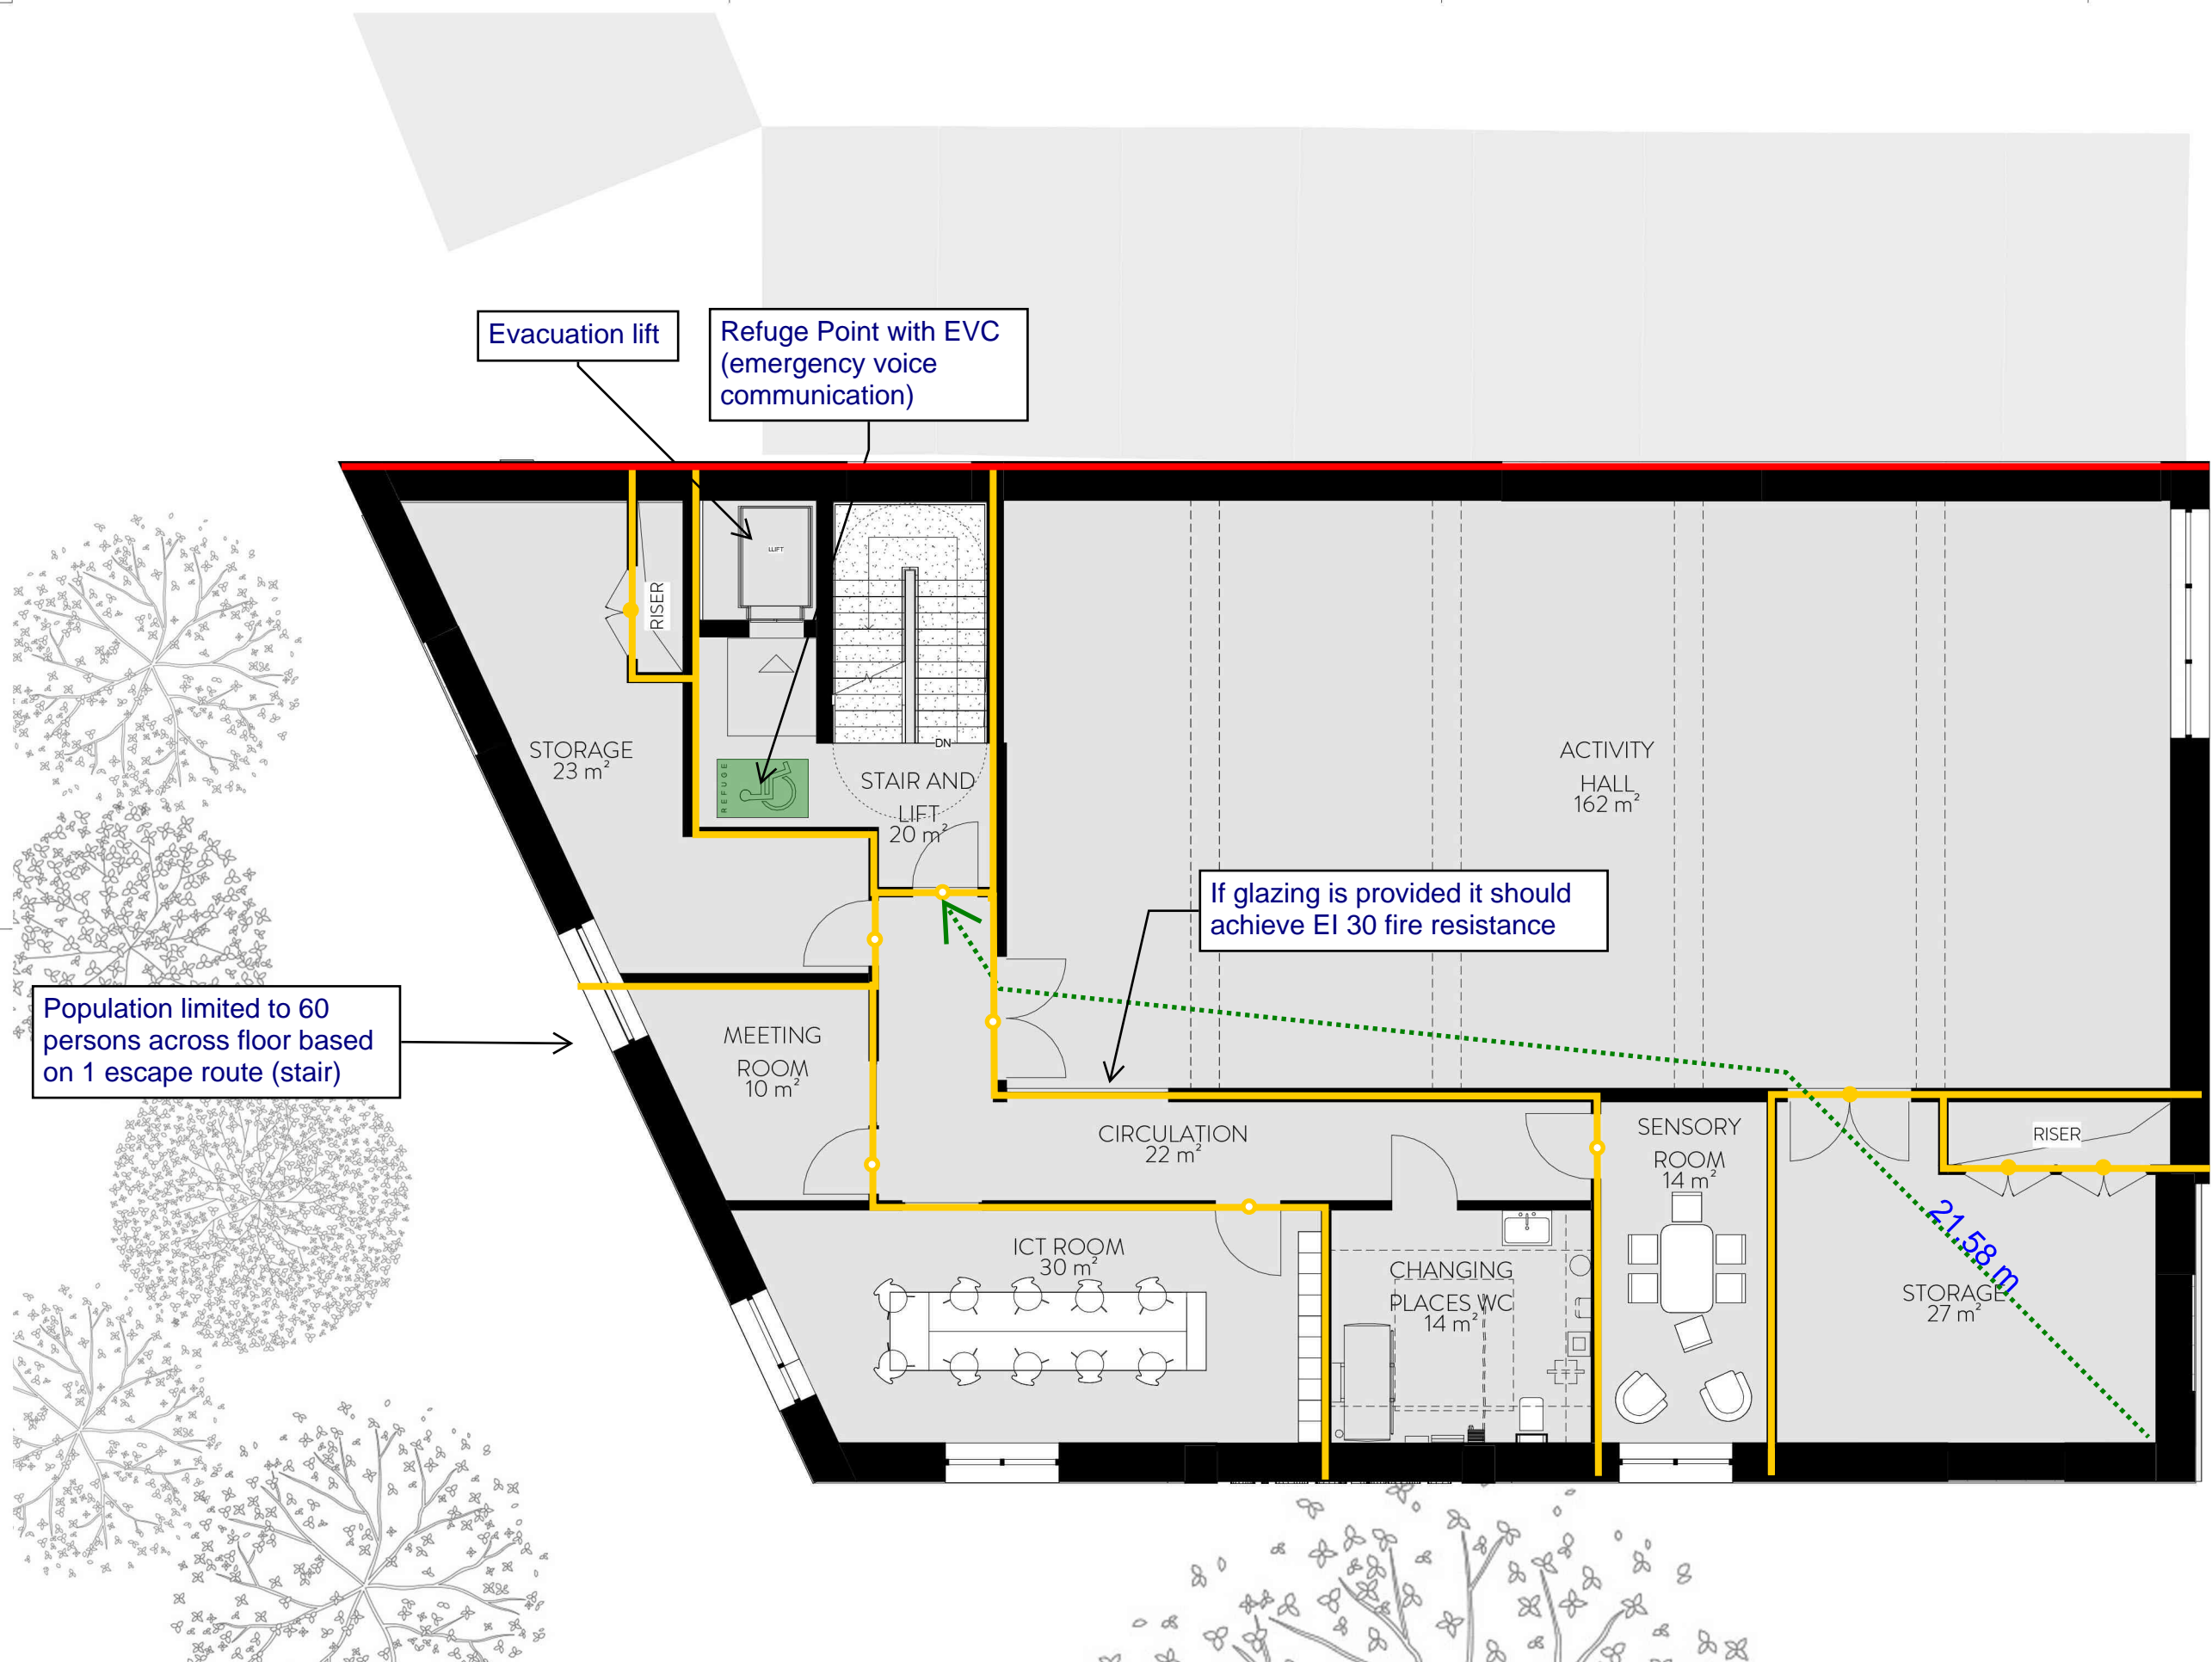 Evacuation lift
Refuge Point with EVC
(emergency voice
communication)
LLIFT
RISER
STORAGE
23 m²
DN
REFUGE
STAIR AND
LIFT
20 m²
ACTIVITY
HALL
162 m²
If glazing is provided it should
achieve EI 30 fire resistance
Population limited to 60
persons across floor based
on 1 escape route (stair)
MEETING
ROOM
10 m²
CIRCULATION
22 m²
SENSORY
ROOM
14 m²
RISER
21.58 m
ICT ROOM
30 m²
CHANGING
PLACES WC
14 m²
STORAGE
27 m²